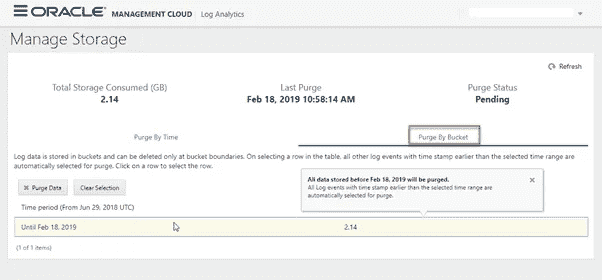 ORACLE® MANAGEMENT CLOUD Log Analytics
Manage Storage
Refresh
Total Storage Consumed (GB) Last Purge Purge Status
2.14 Feb 18, 2019 10:58:14 AM Pending
Purge By Time Purge By Bucket
Log data is stored in buckets and can be deleted only at bucket boundaries. On selecting a row in the table, all other log events with time stamp earlier than the selected time range are
automatically selected for purge. Click on a row to select the row.
All data stored before Feb 18, 2019 will be purged.
All Log events with time stamp earlier than the selected time range are
automatically selected for purge.
Purge Data Clear Selection
Time period (From Jun 29, 2018 UTC)
Until Feb 18, 2019 2.14
(1 of 1 items)